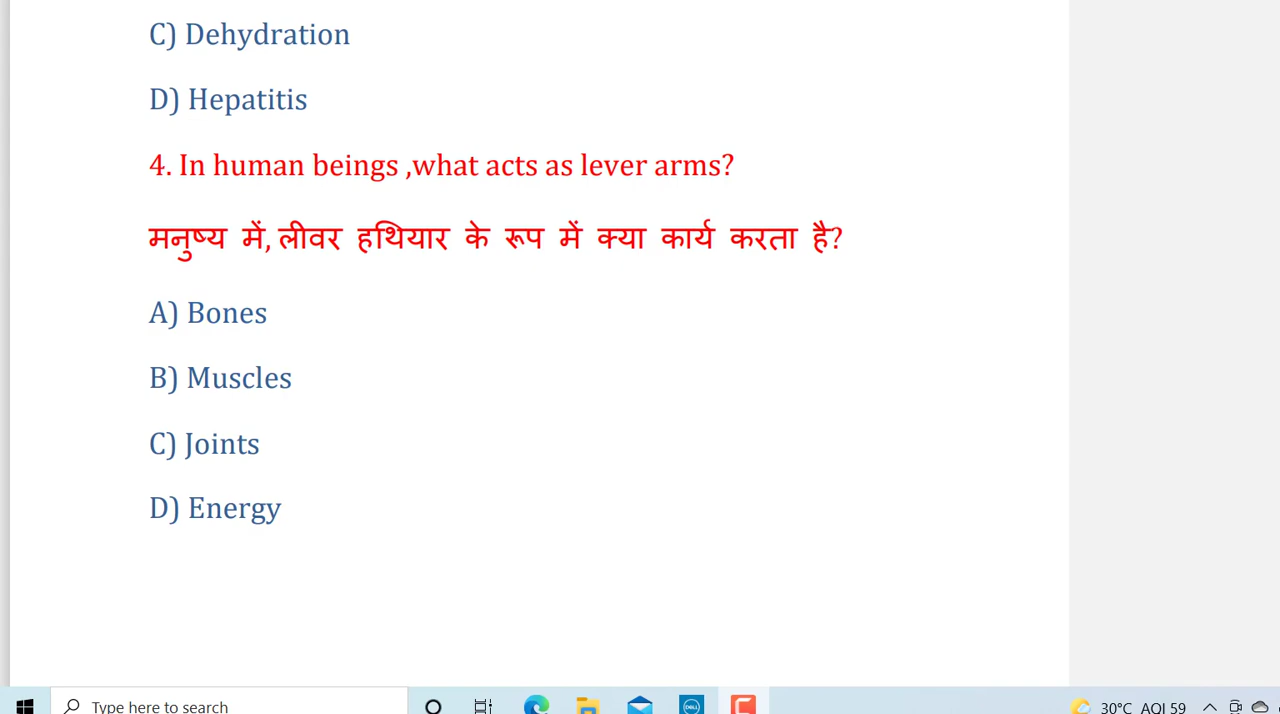 C) Dehydration
D) Hepatitis
4. In human beings ,what acts as lever arms?
मनुष्य में, लीवर हथियार के रूप में क्या कार्य करता है?
A) Bones
B) Muscles
C) Joints
D) Energy
Type here to search
DELL
30°C AQI 59